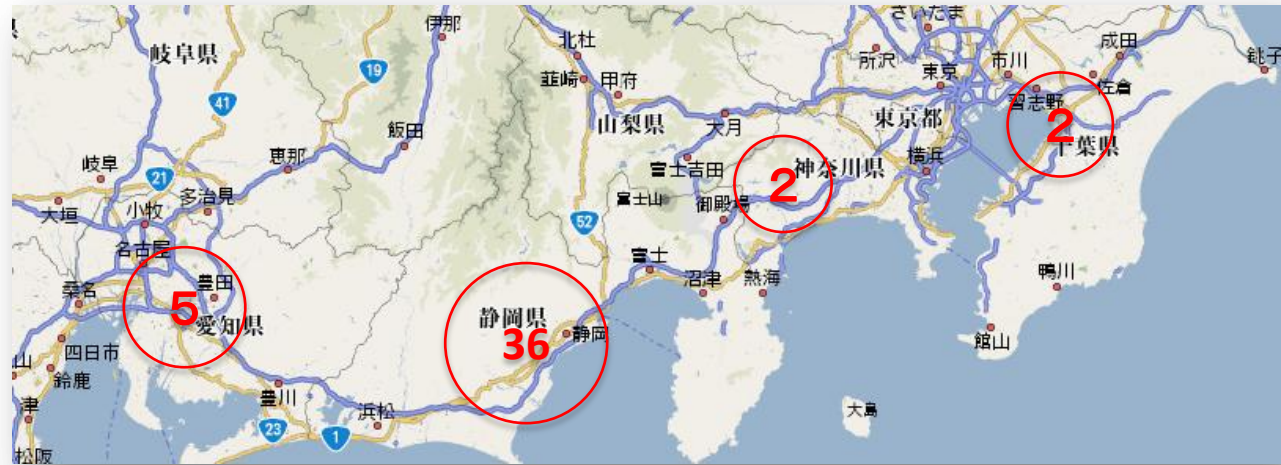 伊那
さいたま
岐阜県
北杜
成田
銚子
所沢
市川
19
韮崎
甲府
東京
佐倉
41
習志野
山梨県
大月
東京都
2
飯田
千葉県
岐阜
恵那
富士吉田
神奈川県
横浜
21
多治見
2
富士山
大垣
小牧
御殿場
52
名古屋
富士
豊田
沼津
熱海
鴨川
桑名
5
静岡県
愛知県
静岡
36
館山
四日市
山
鈴鹿
豊川
浜松
大島
津
23
1
松阪